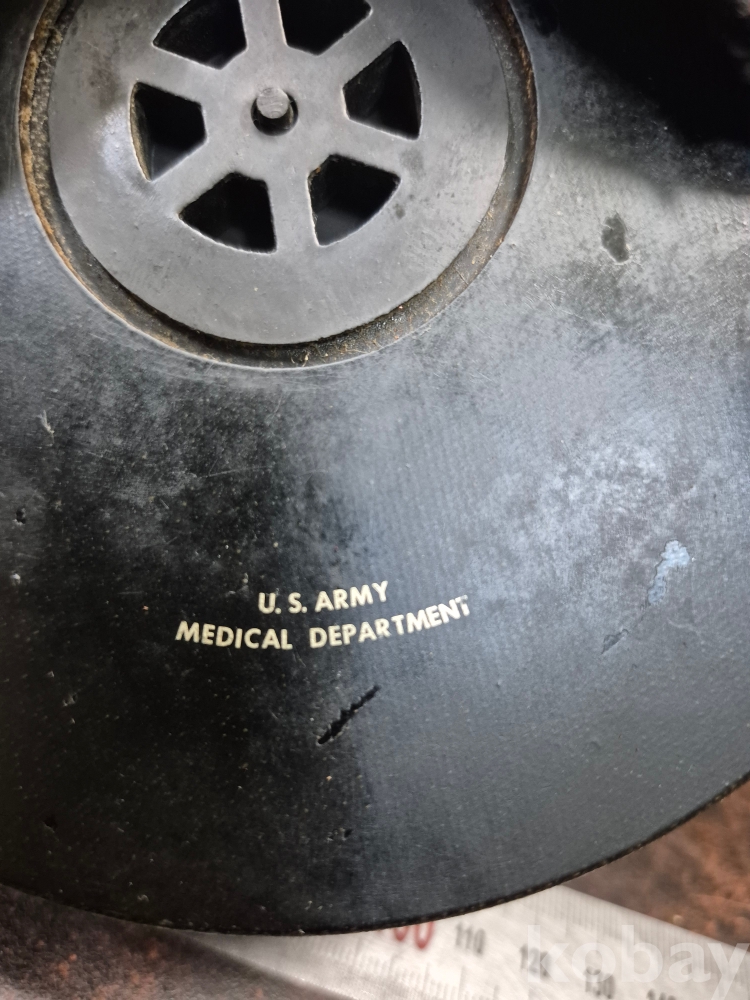 U. S. ARMY
MEDICAL DEPARTMENT
110
120
130
kobay